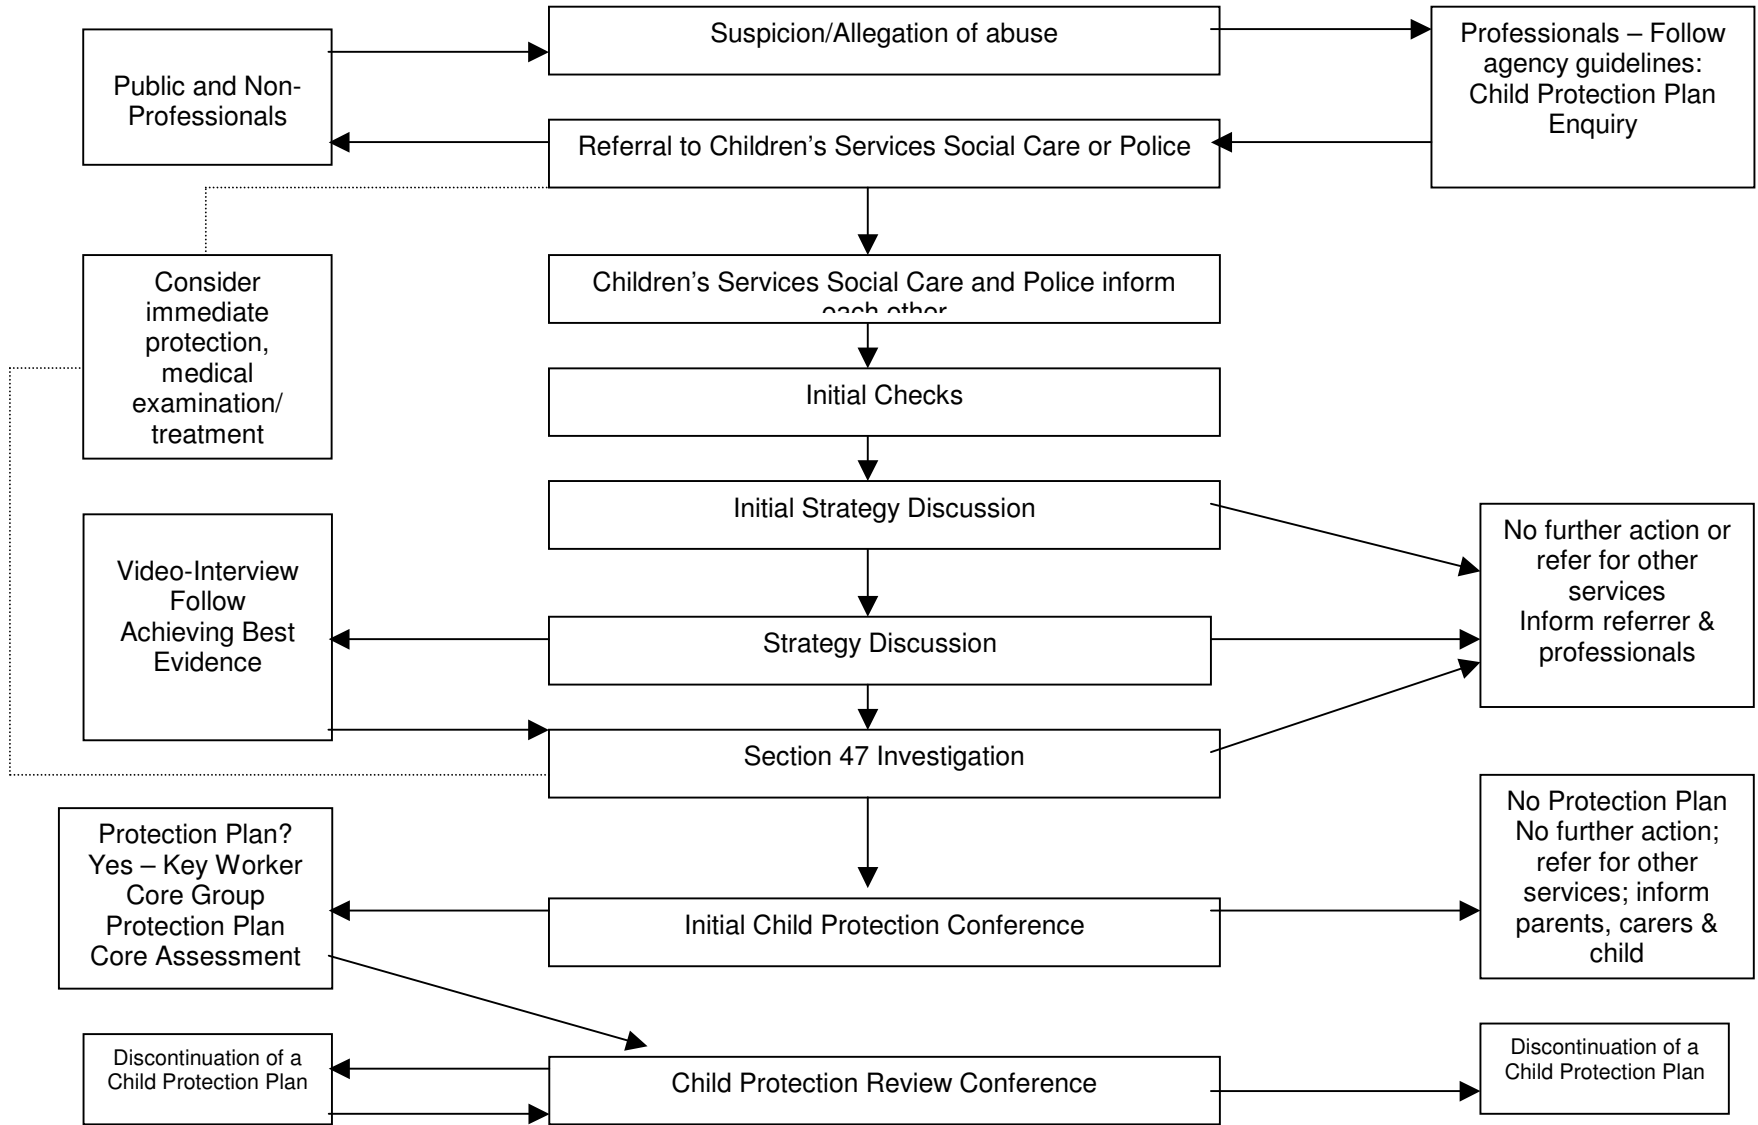 Suspicion/Allegation of abuse
Professionals – Follow
agency guidelines:
Child Protection Plan
Enquiry
Public and Non-
Professionals
Referral to Children’s Services Social Care or Police
Consider
immediate
protection,
medical
examination/
treatment
Children’s Services Social Care and Police inform
each other
Initial Checks
Initial Strategy Discussion
No further action or
refer for other
services
Inform referrer &
professionals
Video-Interview
Follow
Achieving Best
Evidence
Strategy Discussion
Section 47 Investigation
No Protection Plan
No further action;
refer for other
services; inform
parents, carers &
child
Protection Plan?
Yes – Key Worker
Core Group
Protection Plan
Core Assessment
Initial Child Protection Conference
Discontinuation of a
Child Protection Plan
Child Protection Review Conference
Discontinuation of a
Child Protection Plan